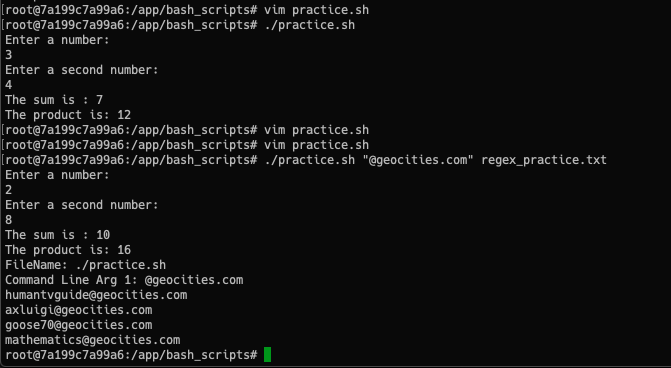 [root@7a199c7a99a6:/app/bash_scripts# vim practice.sh
[root@7a199c7a99a6:/app/bash_scripts# ./practice.sh
Enter a number:
3
Enter a second number:
4
The sum is : 7
The product is: 12
[root@7a199c7a99a6:/app/bash_scripts# vim practice.sh
[root@7a199c7a99a6:/app/bash_scripts# vim practice.sh
[root@7a199c7a99a6:/app/bash_scripts# ./practice.sh "@geocities.com" regex_practice.txt
Enter a number:
2
Enter a second number:
8
The sum is : 10
The product is: 16
FileName: ./practice.sh
Command Line Arg 1: @geocities.com
humantvguide@geocities.com
axluigi@geocities.com
goose70@geocities.com
mathematics@geocities.com
root@7a199c7a99a6:/app/bash_scripts#